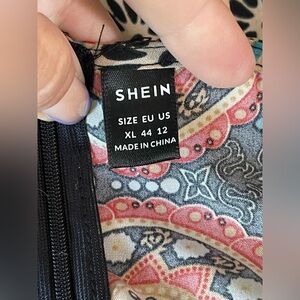 SHEIN
SIZE EU US
XL 44 12
MADE IN CHINA